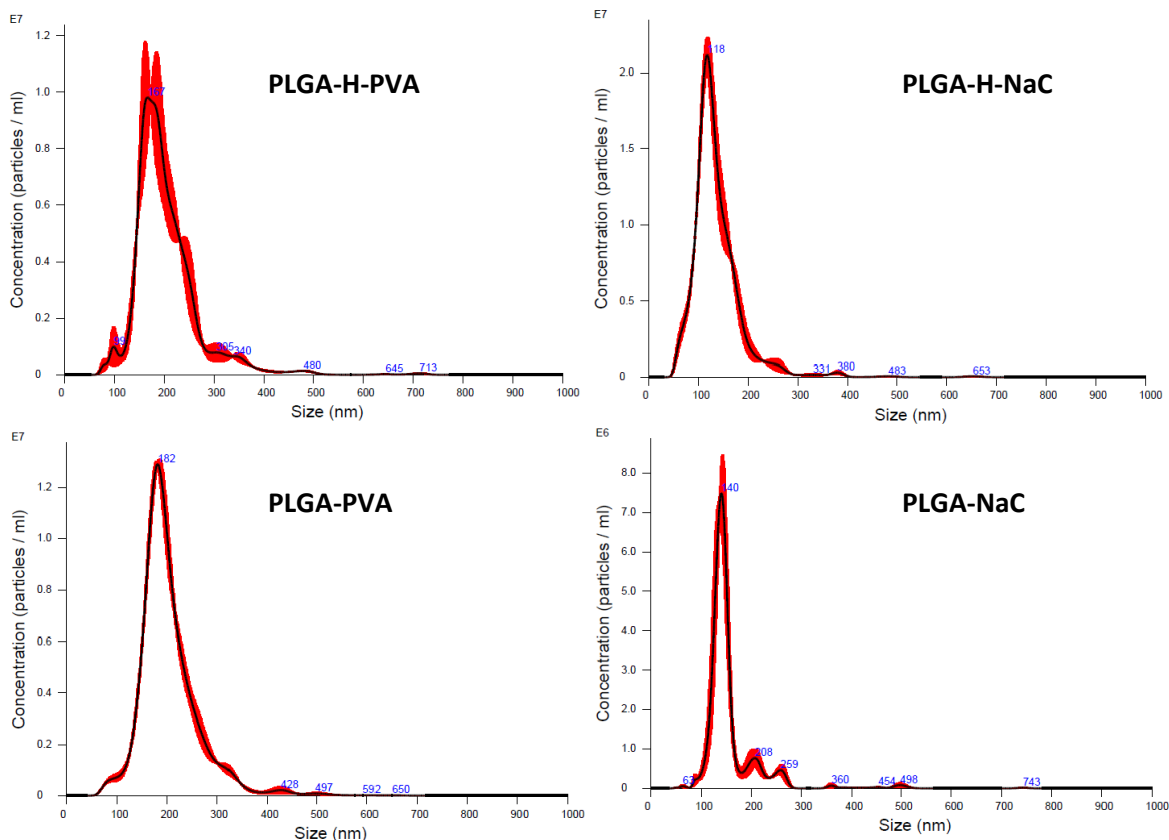 E7
1.2
1.0
0.8
0.6
0.4
0.2
0
Concentration (particles / ml)
PLGA-H-PVA
167
99
305
340
480
645
713
0 100 200 300 400 500 600 700 800 900 1000
Size (nm)
E7
2.0
1.5
1.0
0.5
0
Concentration (particles / ml)
PLGA-H-NaC
118
331
380
483
653
0 100 200 300 400 500 600 700 800 900 1000
Size (nm)
E7
1.2
1.0
0.8
0.6
0.4
0.2
0
Concentration (particles / ml)
PLGA-PVA
182
428
497
592
650
0 100 200 300 400 500 600 700 800 900 1000
Size (nm)
E6
8.0
7.0
6.0
5.0
4.0
3.0
2.0
1.0
0
Concentration (particles / ml)
PLGA-NaC
140
63
208
259
360
454
498
743
0 100 200 300 400 500 600 700 800 900 1000
Size (nm)